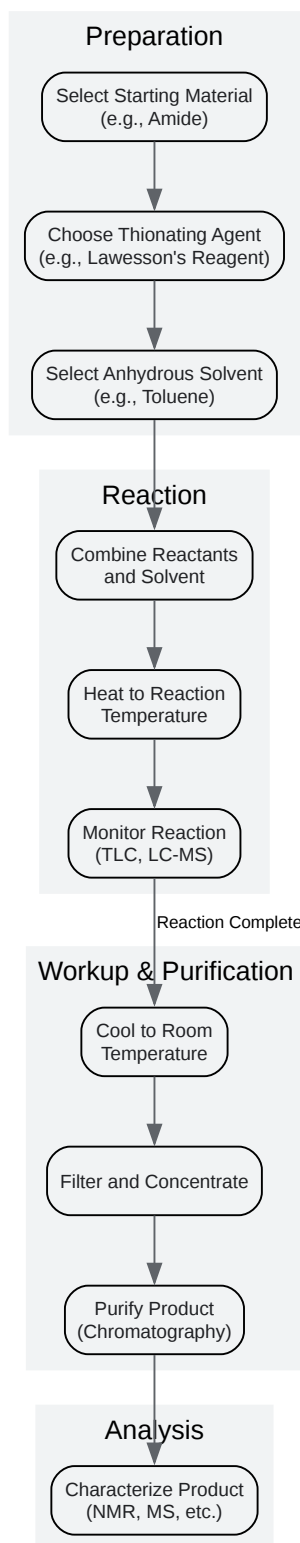 Preparation
Select Starting Material
(e.g., Amide)
Choose Thionating Agent
(e.g., Lawesson's Reagent)
Select Anhydrous Solvent
(e.g., Toluene)
Reaction
Combine Reactants
and Solvent
Heat to Reaction
Temperature
Monitor Reaction
(TLC, LC-MS)
Reaction Complete
Workup & Purification
Cool to Room
Temperature
Filter and Concentrate
Purify Product
(Chromatography)
Analysis
Characterize Product
(NMR, MS, etc.)